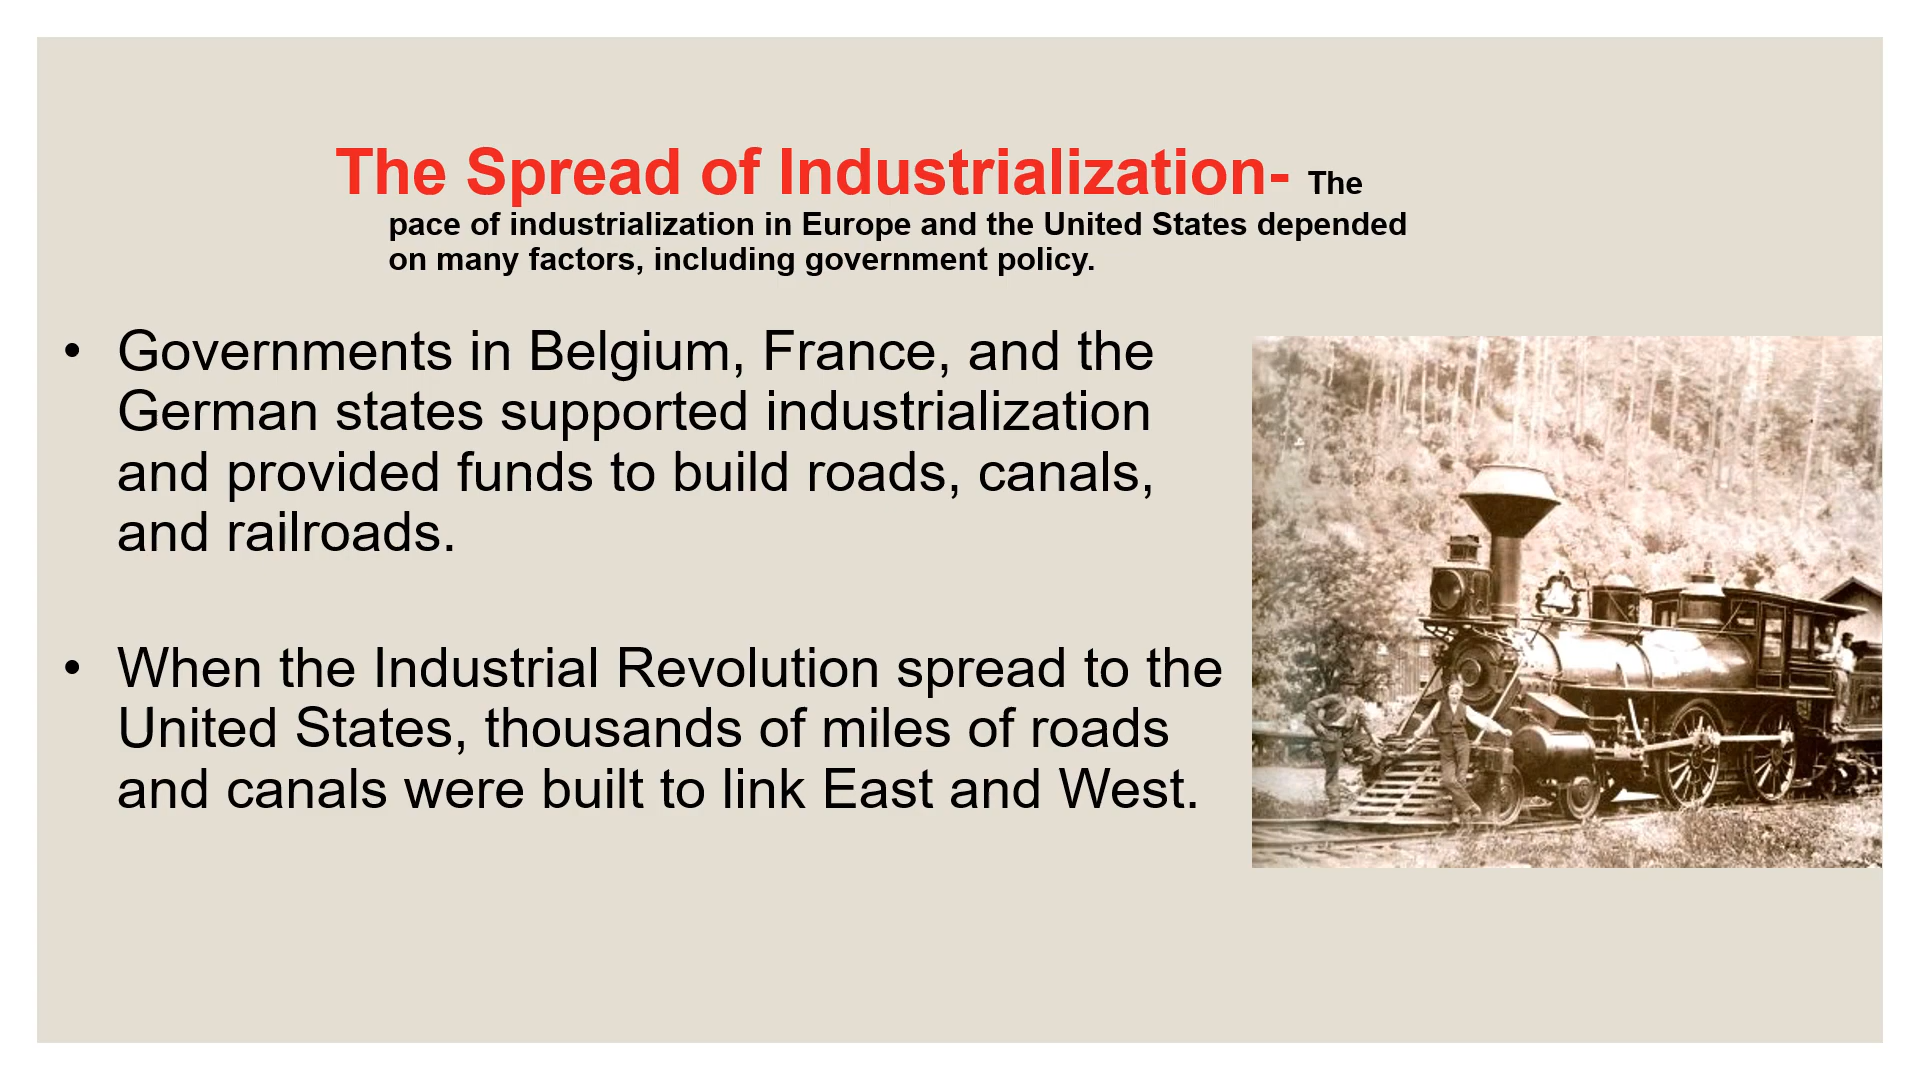 The Spread of Industrialization- The
pace of industrialization in Europe and the United States depended
on many factors, including government policy.
• Governments in Belgium, France, and the
German states supported industrialization
and provided funds to build roads, canals,
and railroads.
• When the Industrial Revolution spread to the
United States, thousands of miles of roads
and canals were built to link East and West.